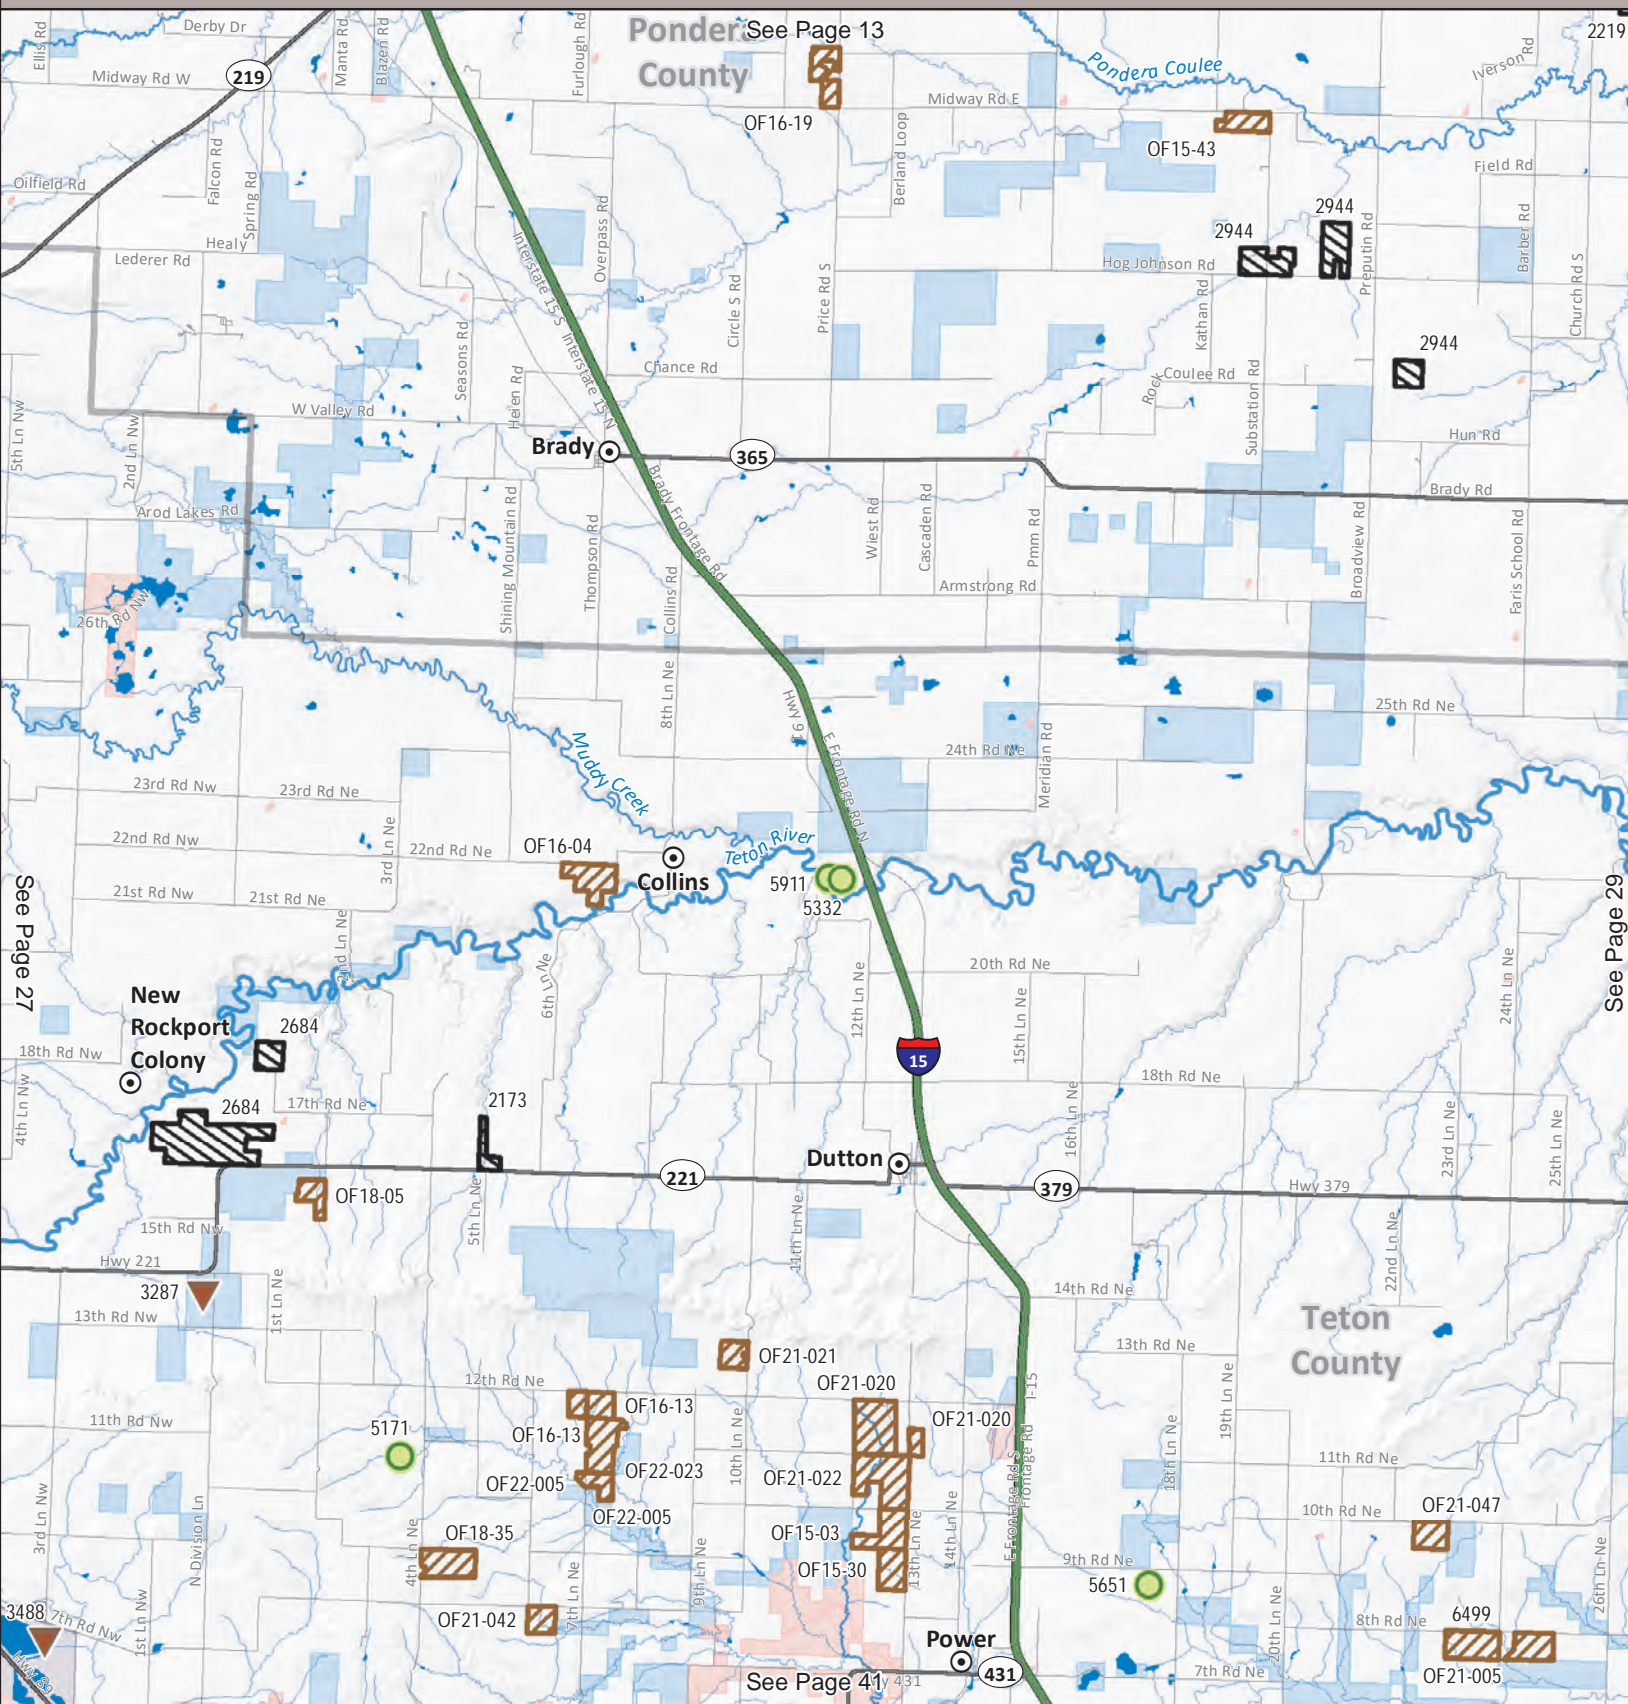 Ellis Rd
Derby Dr
Midway Rd W
219
Manta Rd
Blazen Rd
Furlough Rd
Pondera
County
See Page 13
OF16-19
Pondera Coulee
Midway Rd E
Iverson Rd
2219
OF15-43
Berland Loop
Field Rd
Oilfield Rd
Falcon Rd
Spring Rd
Healy
Lederer Rd
Overpass Rd
Interstate 15 S
Interstate 15 N
Circle S Rd
Price Rd S
2944
2944
Hog Johnson Rd
Preputin Rd
Barber Rd
Church Rd S
Kathan Rd
2944
Seasons Rd
Heien Rd
Chance Rd
Rock Coulee Rd
Substation Rd
5th Ln Nw
2nd Ln Nw
W Valley Rd
Brady
365
Hun Rd
Brady Rd
Arod Lakes Rd
Shining Mountain Rd
Thompson Rd
Brady Frontage Rd
Collins Rd
Wiest Rd
Cascaden Rd
Pmm Rd
Armstrong Rd
Broadview Rd
Faris School Rd
26th Rd Nw
8th Ln Ne
Hwy 91
25th Rd Ne
24th Rd Ne
Meridian Rd
E Frontage Rd N
Muddy Creek
23rd Rd Nw
23rd Rd Ne
22nd Rd Nw
22nd Rd Ne
3rd Ln Ne
OF16-04
Teton River
Collins
5911
5332
21st Rd Nw
21st Rd Ne
See Page 27
See Page 29
2nd Ln Ne
6th Ln Ne
12th Ln Ne
20th Rd Ne
15th Ln Ne
24th Ln Ne
New
Rockport
Colony
2684
18th Rd Nw
15
18th Rd Ne
4th Ln Nw
2684
17th Rd Ne
2173
16th Ln Ne
23rd Ln Ne
25th Ln Ne
Dutton
221
379
Hwy 379
OF18-05
15th Rd Nw
5th Ln Ne
11th Ln Ne
22nd Ln Ne
Hwy 221
3287
13th Rd Nw
1st Ln Ne
14th Rd Ne
Teton
County
13th Rd Ne
OF21-021
12th Rd Ne
OF21-020
I-15
19th Ln Ne
11th Rd Nw
5171
OF16-13
OF16-13
OF21-020
10th Ln Ne
OF22-023
OF21-022
OF22-005
OF22-005
11th Rd Ne
18th Ln Ne
E Frontage Rd S
Frontage Rd
3rd Ln Nw
N Division Ln
10th Rd Ne
OF21-047
OF18-35
4th Ln Ne
OF15-03
OF15-30
13th Ln Ne
14th Ln Ne
9th Rd Ne
5651
9th Ln Ne
7th Ln Ne
26th Ln Ne
3488
7th Rd Nw
1st Ln Nw
OF21-042
20th Ln Ne
8th Rd Ne
6499
Hwy 89
Power
431
See Page 41
7th Rd Ne
OF21-005